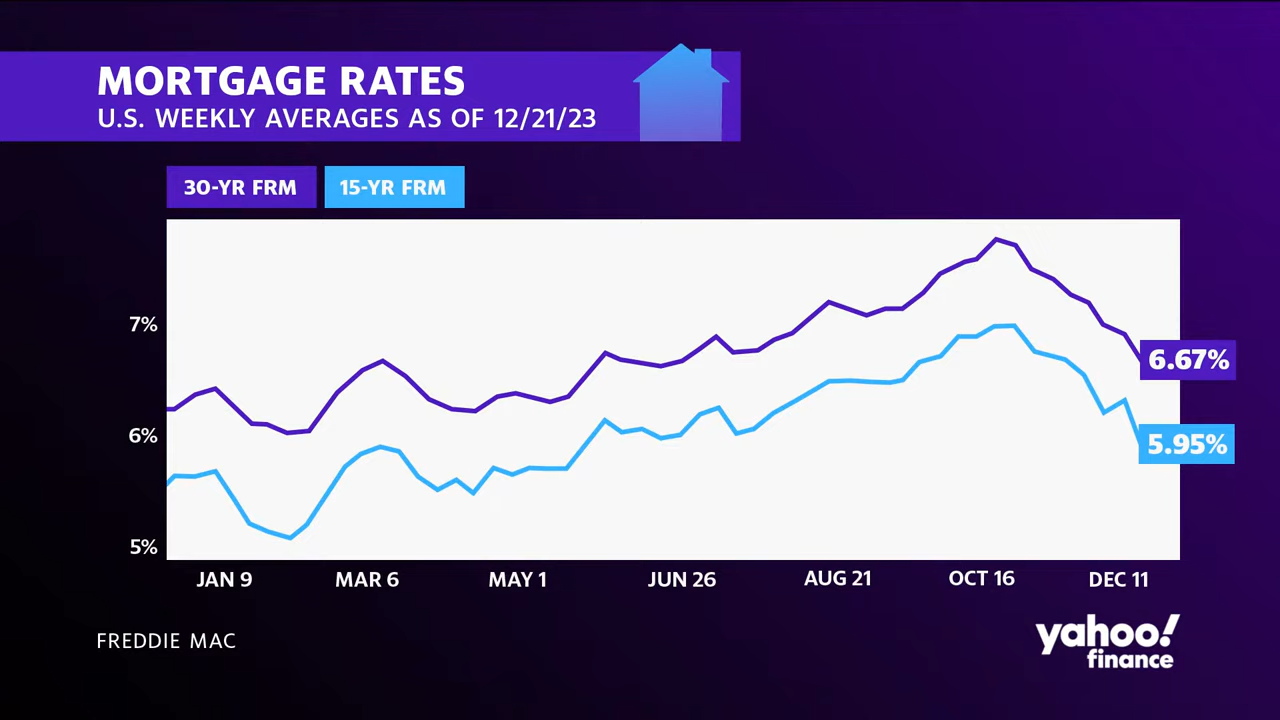 MORTGAGE RATES
U.S. WEEKLY AVERAGES AS OF 12/21/23
30-YR FRM
15-YR FRM
7%
6%
5%
6.67%
5.95%
JAN 9
MAR 6
MAY 1
JUN 26
AUG 21
OCT 16
DEC 11
FREDDIE MAC
yahoo!
finance